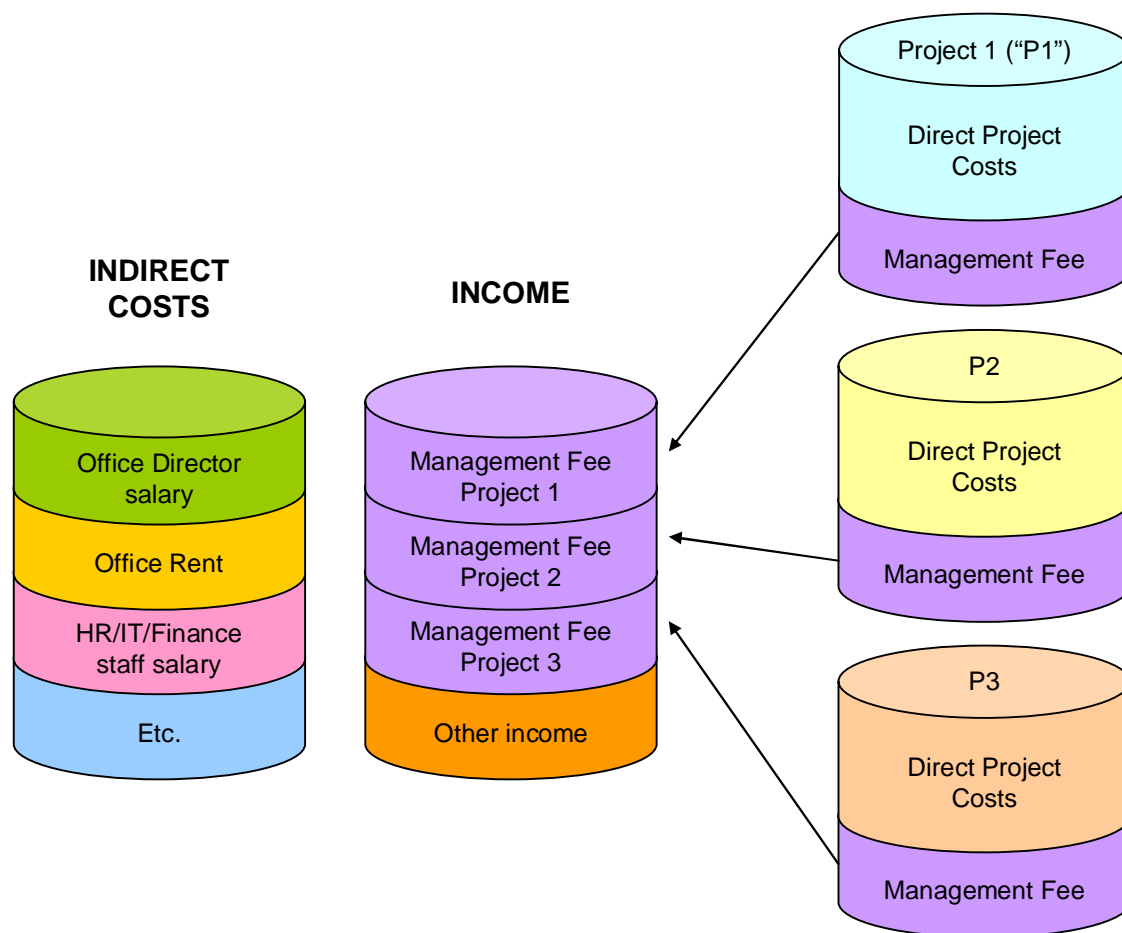 INDIRECT
COSTS
Office Director
salary
Office Rent
HR/IT/Finance
staff salary
Etc.
INCOME
Management Fee
Project 1
Management Fee
Project 2
Management Fee
Project 3
Other income
Project 1 (“P1”)
Direct Project
Costs
Management Fee
P2
Direct Project
Costs
Management Fee
P3
Direct Project
Costs
Management Fee